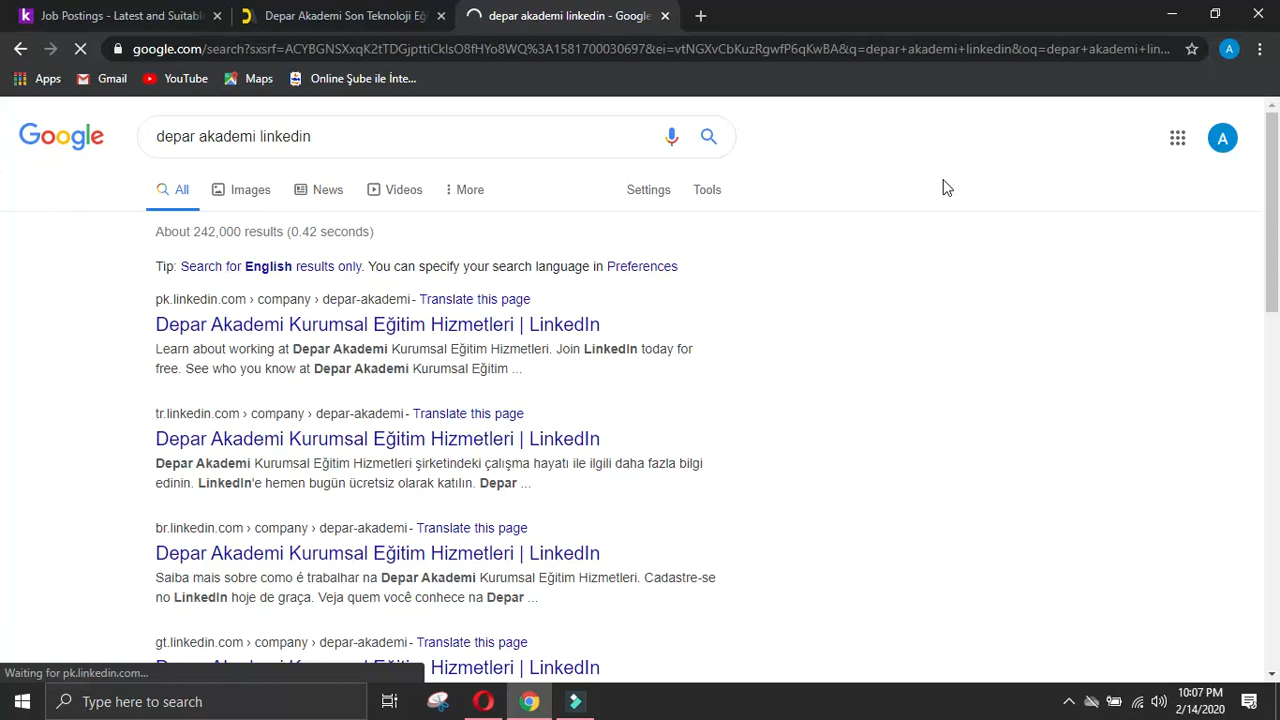 Job Postings - Latest and Suitabl
Depar Akademi Son Teknoloji Eğ
depar akademi linkedin - Google
google.com/search?sxsrf=ACYBGNSXxqK2tTDGjpttiCklsO8fHYo8WQ%3A1581700030697&ei=vtNGXvCbKuzRgwfP6qKwBA&q=depar+akademi+linkedin&oq=depar+akademi+lin...
A
Apps
Gmail
YouTube
Maps
Online Şube ile İnte...
Google
depar akademi linkedin
A
All
Images
News
Videos
More
Settings
Tools
About 242,000 results (0.42 seconds)
Tip: Search for English results only. You can specify your search language in Preferences
pk.linkedin.com › company › depar-akademi - Translate this page
Depar Akademi Kurumsal Eğitim Hizmetleri | LinkedIn
Learn about working at Depar Akademi Kurumsal Eğitim Hizmetleri. Join LinkedIn today for
free. See who you know at Depar Akademi Kurumsal Eğitim ...
tr.linkedin.com › company › depar-akademi - Translate this page
Depar Akademi Kurumsal Eğitim Hizmetleri | LinkedIn
Depar Akademi Kurumsal Eğitim Hizmetleri şirketindeki çalışma hayatı ile ilgili daha fazla bilgi
edinin. LinkedIn'e hemen bugün ücretsiz olarak katılın. Depar ...
br.linkedin.com › company › depar-akademi - Translate this page
Depar Akademi Kurumsal Eğitim Hizmetleri | LinkedIn
Saiba mais sobre como é trabalhar na Depar Akademi Kurumsal Eğitim Hizmetleri. Cadastre-se
no LinkedIn hoje de graça. Veja quem você conhece na Depar ...
gt.linkedin.com › company › depar-akademi - Translate this page
Depar Akademi Kurumsal Eğitim Hizmetleri | LinkedIn
Waiting for pk.linkedin.com...
Type here to search
10:07 PM
2/14/2020